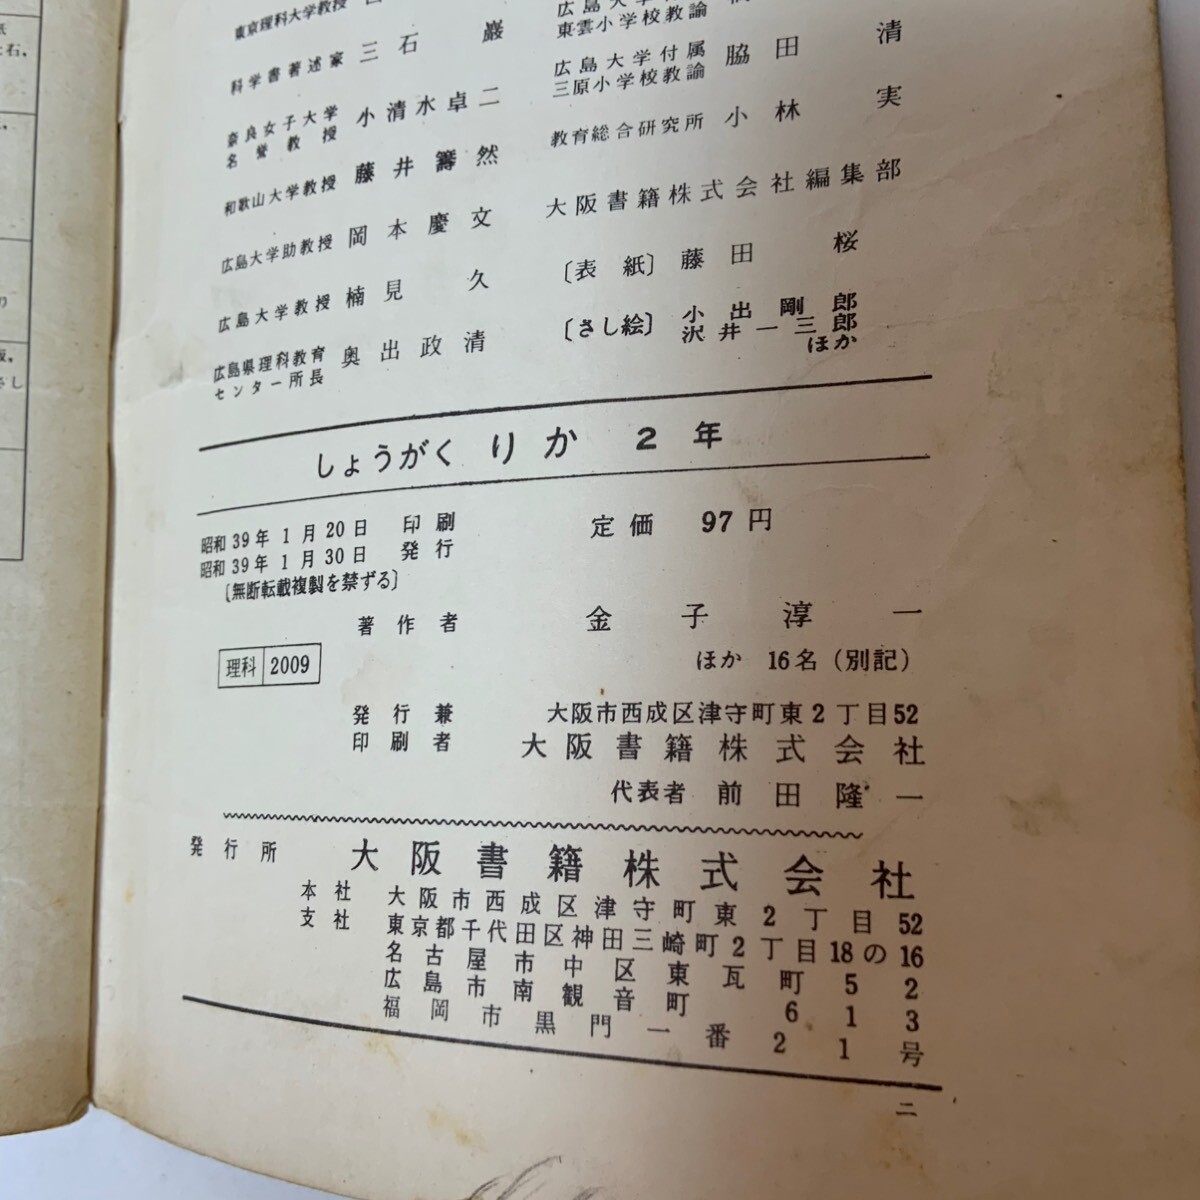 東京理科大学教授
科学書著述家 三石 巌
奈良女子大学
名誉教授 小清水卓二
和歌山大学教授 藤井籌然
広島大学助教授 岡本慶文
広島大学教授 楠見 久
広島県理科教育
センター所長 奥出政清
広島大
東雲小学校教諭
広島大学付属
三原小学校教諭 脇田 清
教育総合研究所 小林 実
大阪書籍株式会社編集部
〔表 紙〕 藤田 桜
〔さし絵〕 小出剛郎
沢井一三郎
ほか
しょうがく りか 2年
昭和39年1月20日 印刷
昭和39年1月30日 発行
〔無断転載複製を禁ずる〕
定価 97円
著作者 金子淳一
ほか 16名（別記）
理科 2009
発行兼
印刷者
大阪市西成区津守町東2丁目52
大阪書籍株式会社
代表者 前田隆一
発行所 大阪書籍株式会社
本社 大阪市西成区津守町東2丁目52
支社 東京都千代田区神田三崎町2丁目18の16
名古屋市中区東瓦町52
広島市南観音町613
福岡市黒門一番21号
ニ